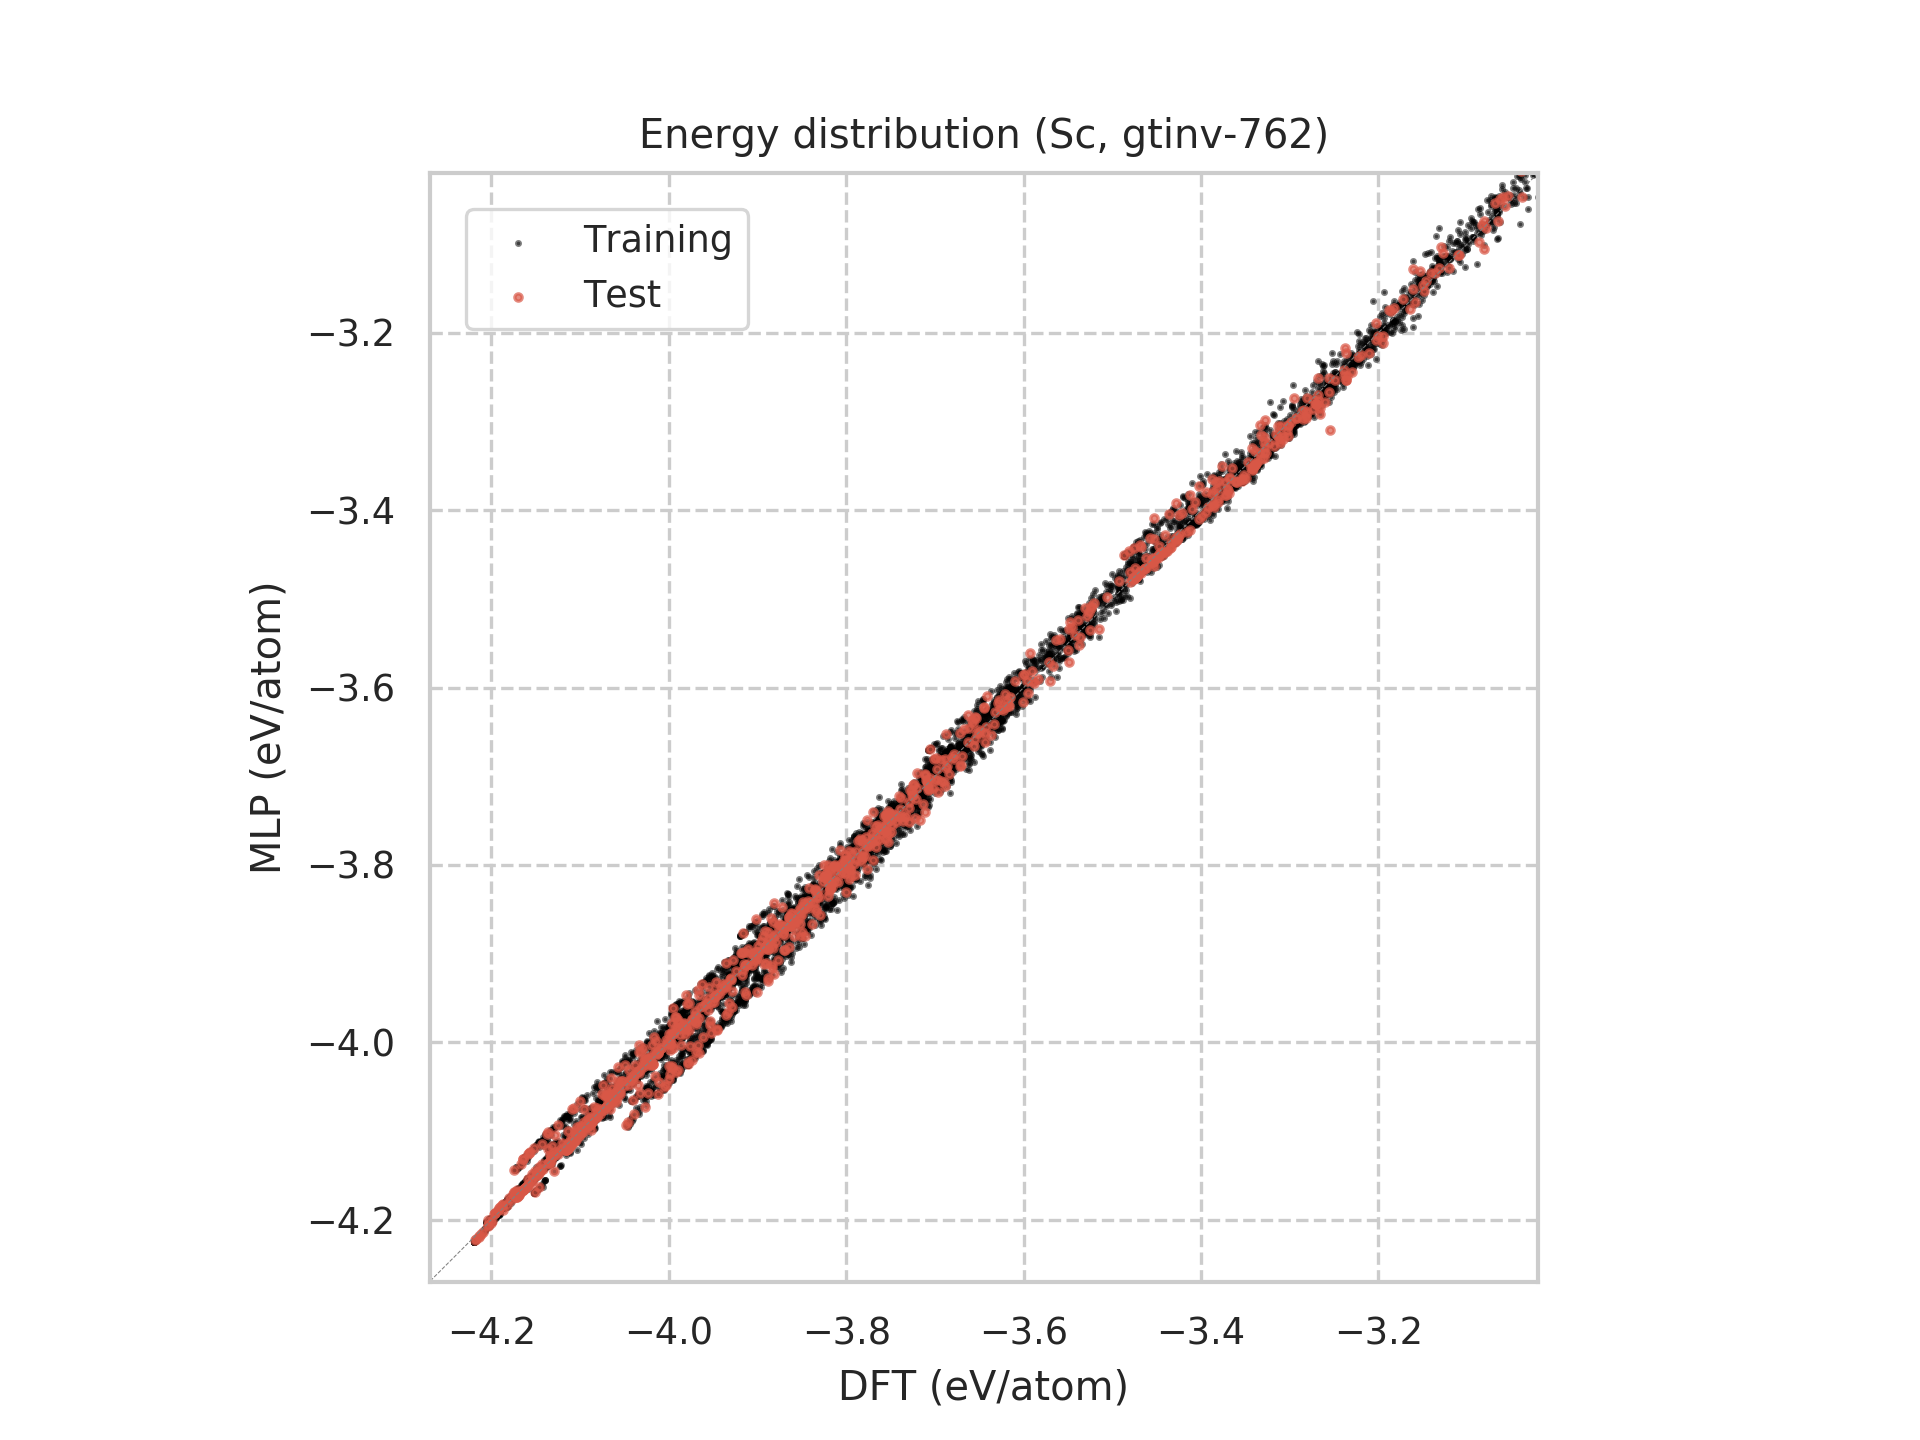 Energy distribution (Sc, gtinv-762)
Training
Test
−3.2
−3.4
−3.6
−3.8
−4.0
−4.2
MLP (eV/atom)
−4.2 −4.0 −3.8 −3.6 −3.4 −3.2
DFT (eV/atom)